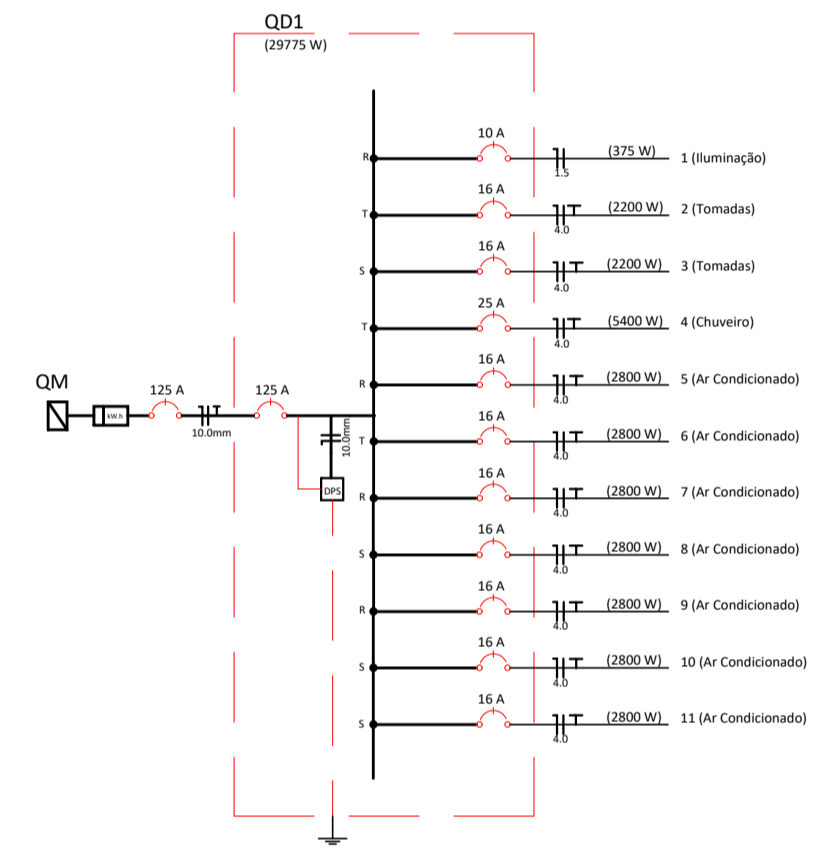 QD1
(29775 W)
10 A
R
(375 W)
1 (Iluminação)
1.5
16 A
T
(2200 W)
2 (Tomadas)
4.0
16 A
S
(2200 W)
3 (Tomadas)
4.0
25 A
T
(5400 W)
4 (Chuveiro)
4.0
16 A
R
(2800 W)
5 (Ar Condicionado)
4.0
QM
125 A
125 A
kW.h
10.0mm
10.0mm
DPS
16 A
T
(2800 W)
6 (Ar Condicionado)
4.0
16 A
R
(2800 W)
7 (Ar Condicionado)
4.0
16 A
S
(2800 W)
8 (Ar Condicionado)
4.0
16 A
R
(2800 W)
9 (Ar Condicionado)
4.0
16 A
S
(2800 W)
10 (Ar Condicionado)
4.0
16 A
S
(2800 W)
11 (Ar Condicionado)
4.0